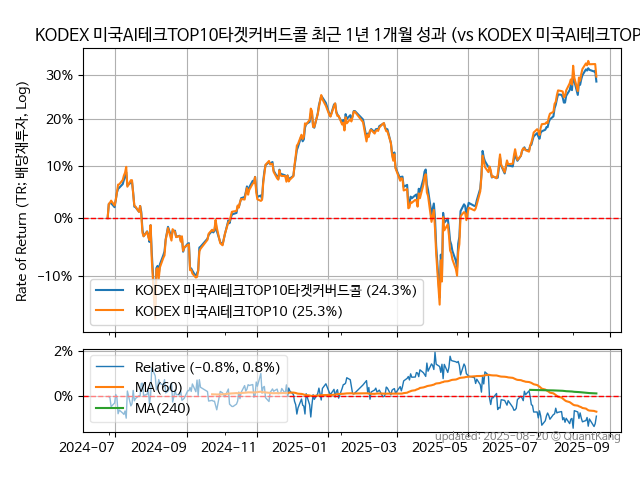 KODEX 미국AI테크TOP10타겟커버드콜 최근 1년 1개월 성과 (vs KODEX 미국AI테크TOP
Rate of Return (TR: 배당재투자, Log)
30%
20%
10%
0%
−10%
KODEX 미국AI테크TOP10타겟커버드콜 (24.3%)
KODEX 미국AI테크TOP10 (25.3%)
2%
0%
Relative (−0.8%, 0.8%)
MA(60)
MA(240)
2024-07 2024-09 2024-11 2025-01 2025-03 2025-05 2025-07 2025-09
updated: 2025-08-20 © QuantKang